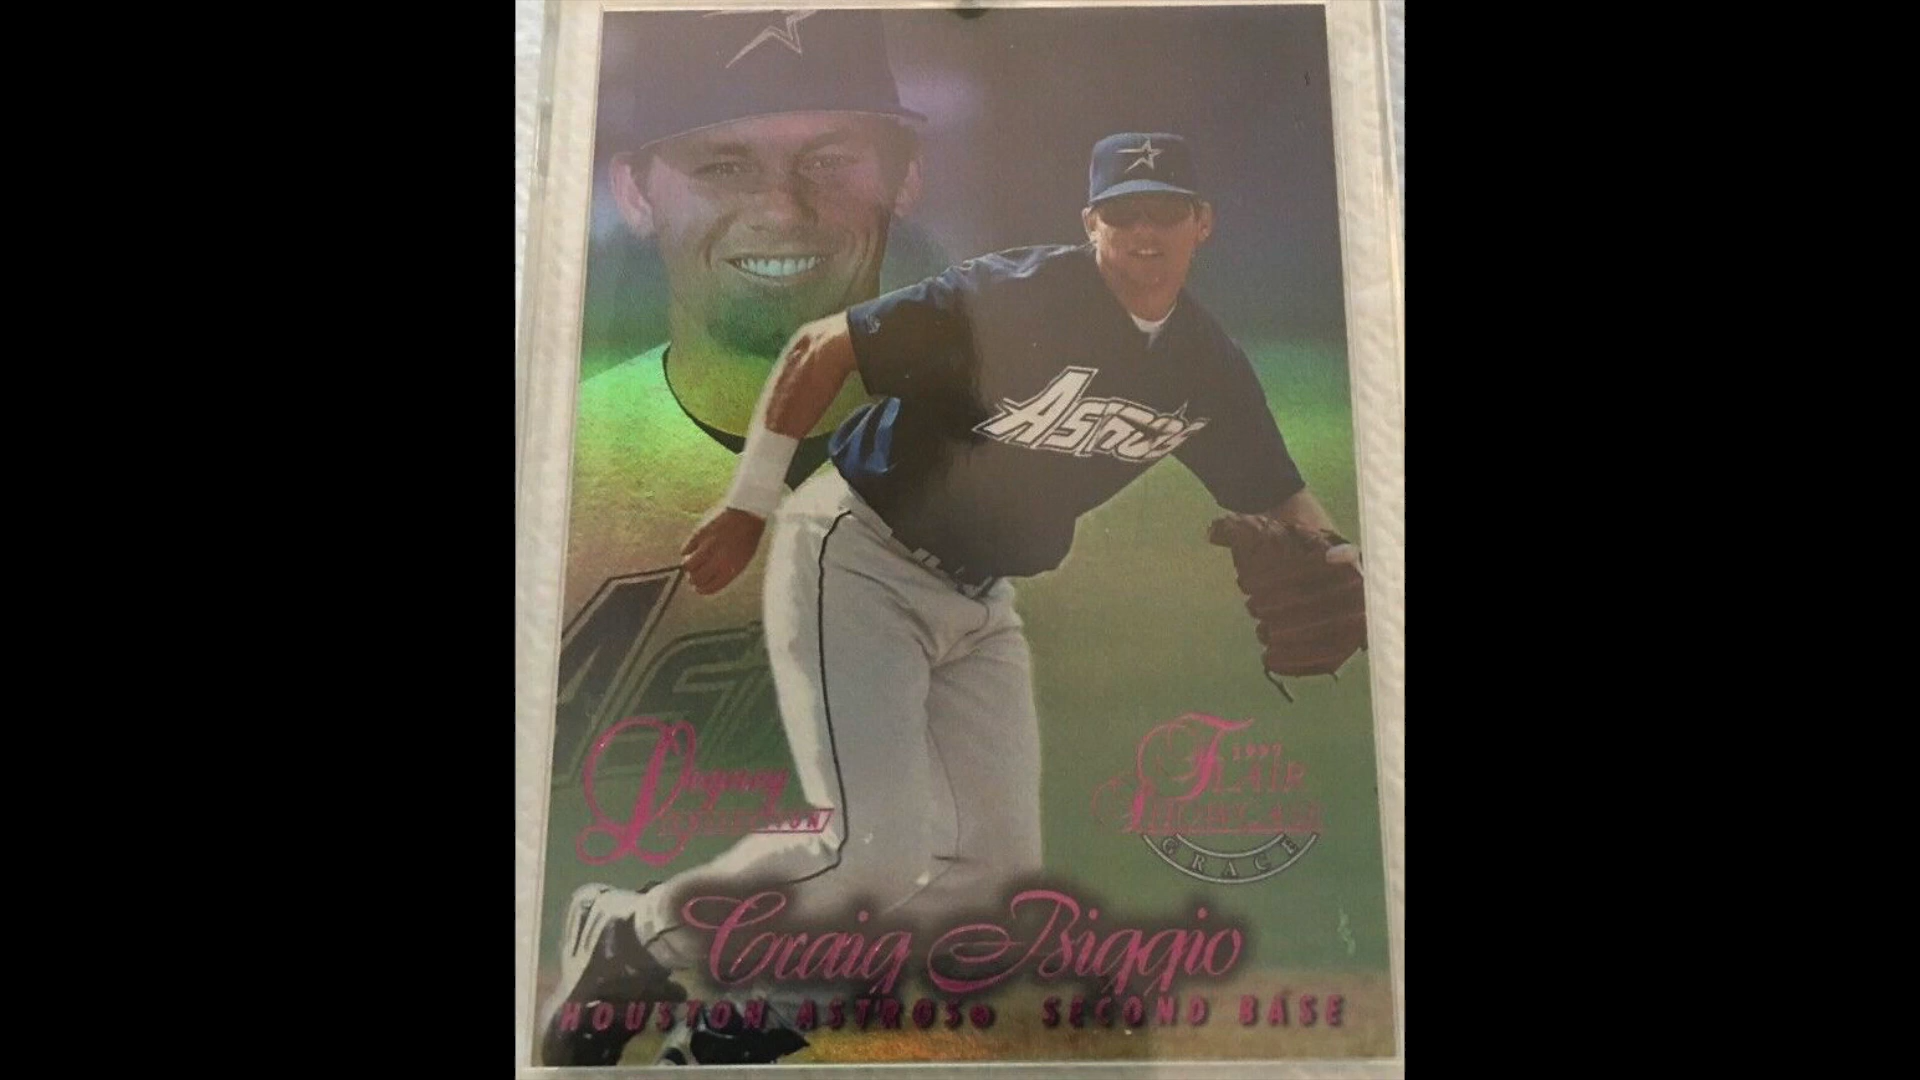 Astros
Legacy
COLLECTION
1997
FLAIR
SHOWCASE
GRACE
Craig Biggio
HOUSTON ASTROS® SECOND BASE